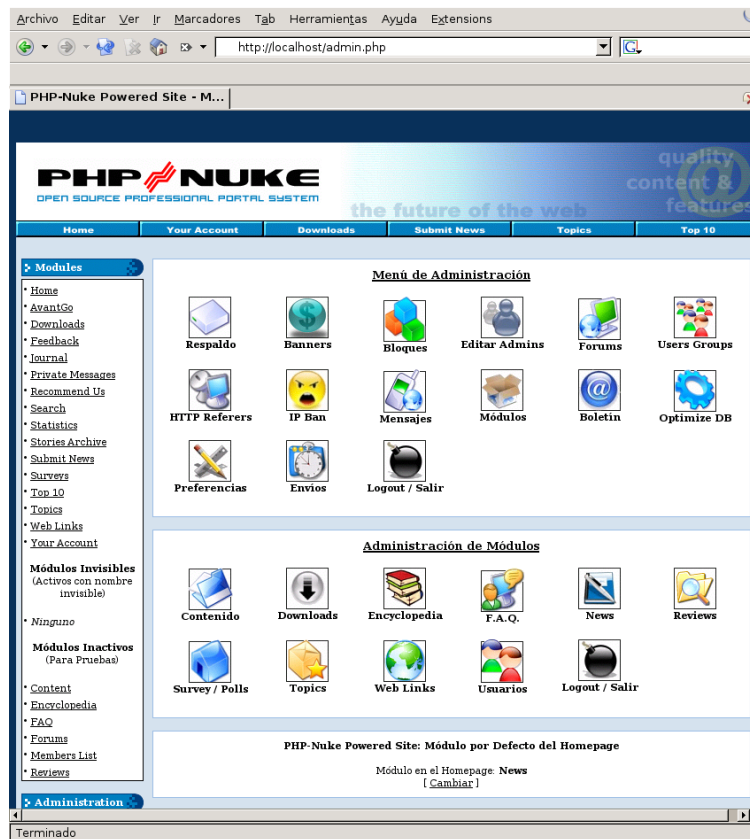 Archivo Editar Ver Ir Marcadores Tab Herramientas Ayuda Extensions
http://localhost/admin.php
G
PHP-Nuke Powered Site - M...
PHP NUKE
OPEN SOURCE PROFESSIONAL PORTAL SYSTEM
the future of the web
quality
content &
features
@
Home Your Account Downloads Submit News Topics Top 10
Modules
Home
AvantGo
Downloads
Feedback
Journal
Private Messages
Recommend Us
Search
Statistics
Stories Archive
Submit News
Surveys
Top 10
Topics
Web Links
Your Account
Módulos Invisibles
(Activos con nombre
invisible)
Ninguno
Módulos Inactivos
(Para Pruebas)
Content
Encyclopedia
FAQ
Forums
Members List
Reviews
Administration
Menú de Administración
Respaldo Banners Bloques Editar Admins Forums Users Groups
HTTP Referers IP Ban Mensajes Módulos Boletín Optimize DB
Preferencias Envíos Logout / Salir
Administración de Módulos
Contenido Downloads Encyclopedia F.A.Q. News Reviews
Survey / Polls Topics Web Links Usuarios Logout / Salir
PHP-Nuke Powered Site: Módulo por Defecto del Homepage
Módulo en el Homepage: News
[ Cambiar ]
Terminado